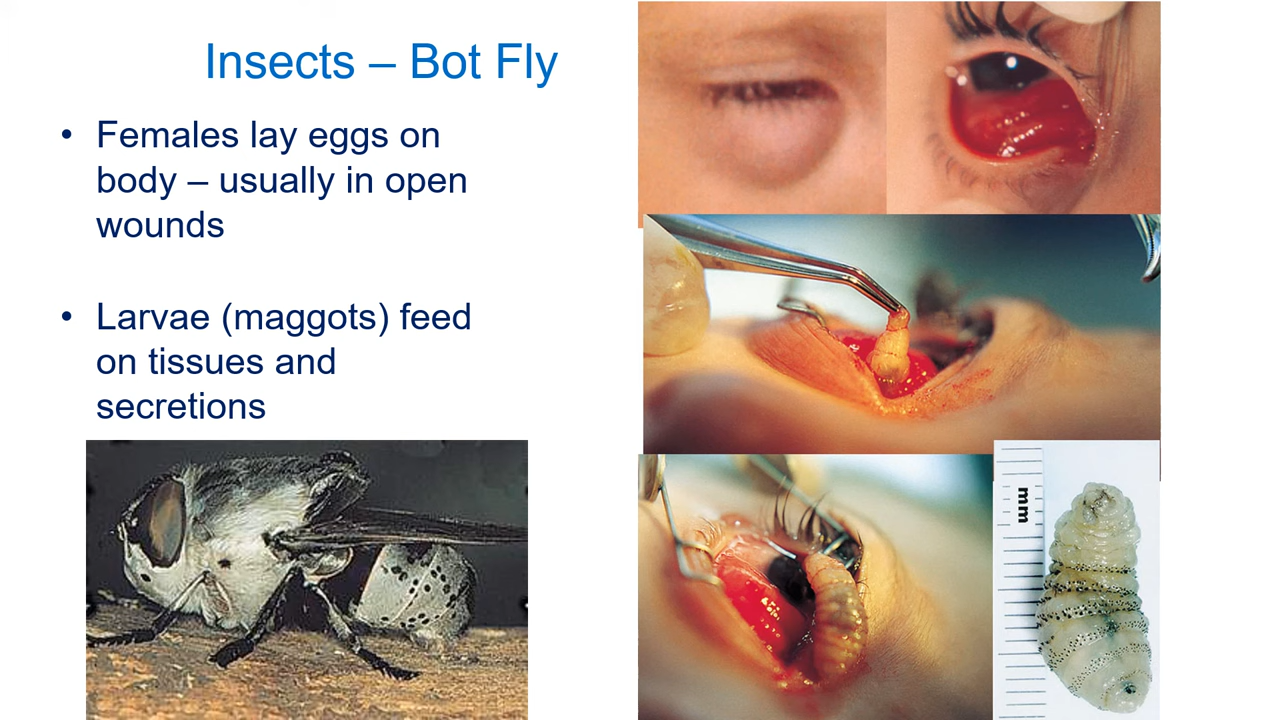 Insects – Bot Fly
• Females lay eggs on
body – usually in open
wounds
• Larvae (maggots) feed
on tissues and
secretions
mm